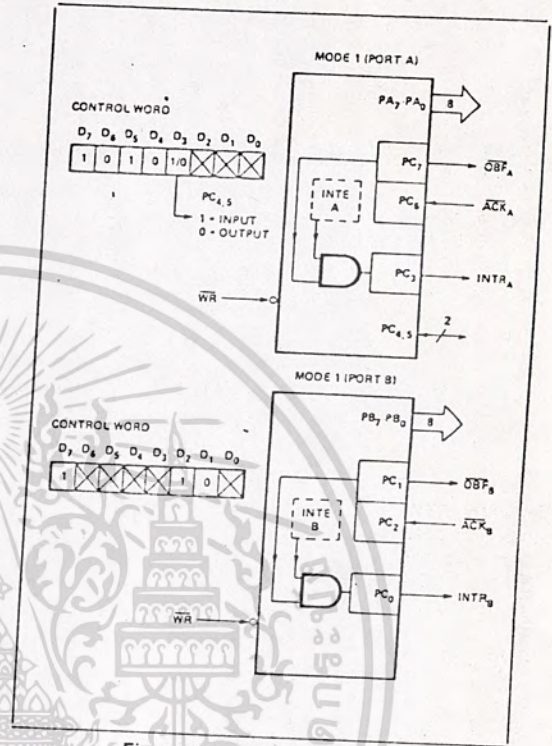 MODE 1 (PORT A)
PA7-PA0
8
CONTROL WORD
D7 D6 D5 D4 D3 D2 D1 D0
1 0 1 0 1/0
PC4,5
1 = INPUT
0 = OUTPUT
INTE
A
PC7
OBFA
PC6
ACKA
PC3
INTRA
WR
PC4,5
2
MODE 1 (PORT B)
PB7-PB0
8
CONTROL WORD
D7 D6 D5 D4 D3 D2 D1 D0
1 1 0
INTE
B
PC1
OBFB
PC2
ACKB
PC0
INTRB
WR